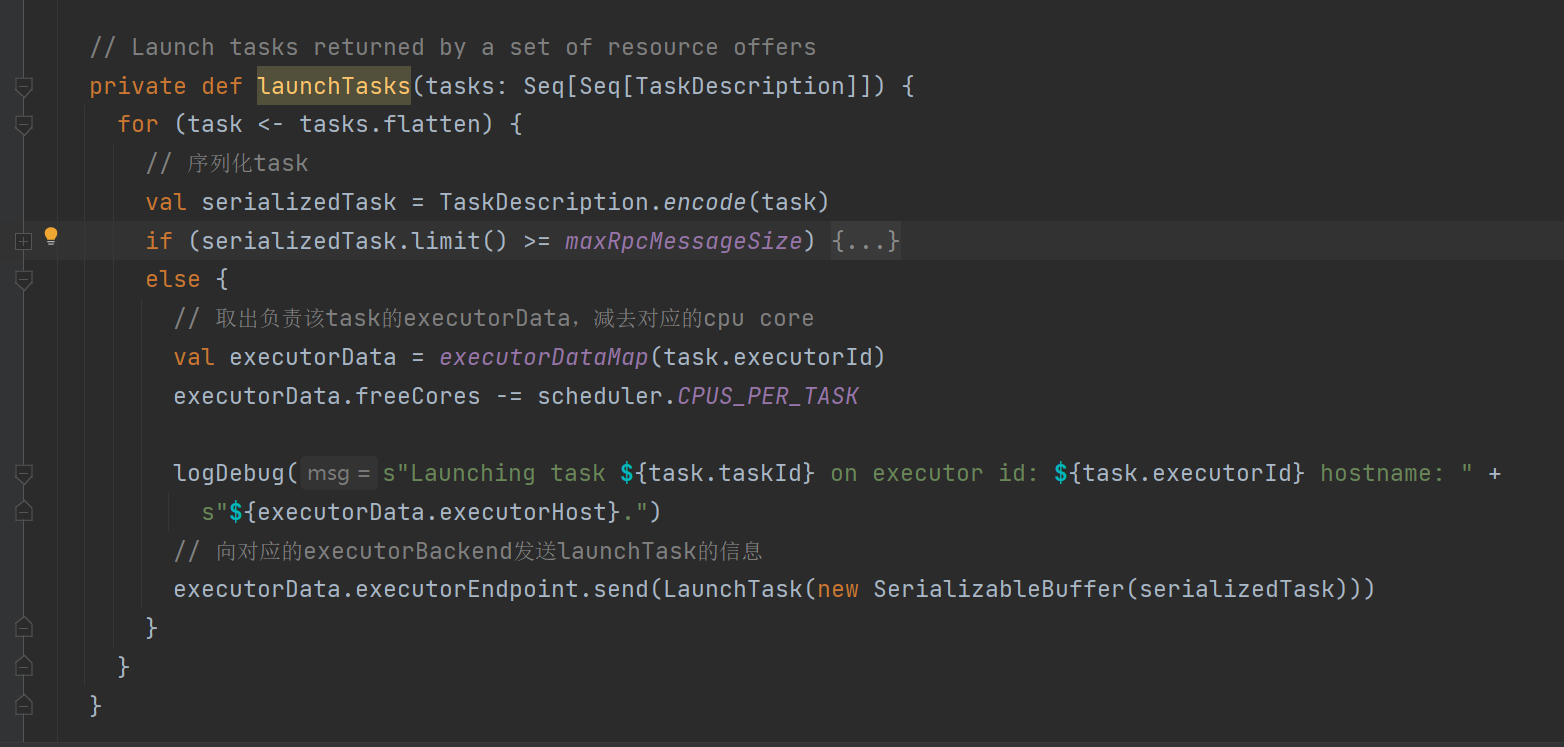 // Launch tasks returned by a set of resource offers
private def launchTasks(tasks: Seq[Seq[TaskDescription]]) {
for (task <- tasks.flatten) {
// 序列化task
val serializedTask = TaskDescription.encode(task)
if (serializedTask.limit() >= maxRpcMessageSize) {...}
else {
// 取出负责该task的executorData，减去对应的cpu core
val executorData = executorDataMap(task.executorId)
executorData.freeCores -= scheduler.CPUS_PER_TASK
logDebug( msg = s"Launching task ${task.taskId} on executor id: ${task.executorId} hostname: " +
s"${executorData.executorHost}.")
// 向对应的executorBackend发送launchTask的信息
executorData.executorEndpoint.send(LaunchTask(new SerializableBuffer(serializedTask)))
}
}
}